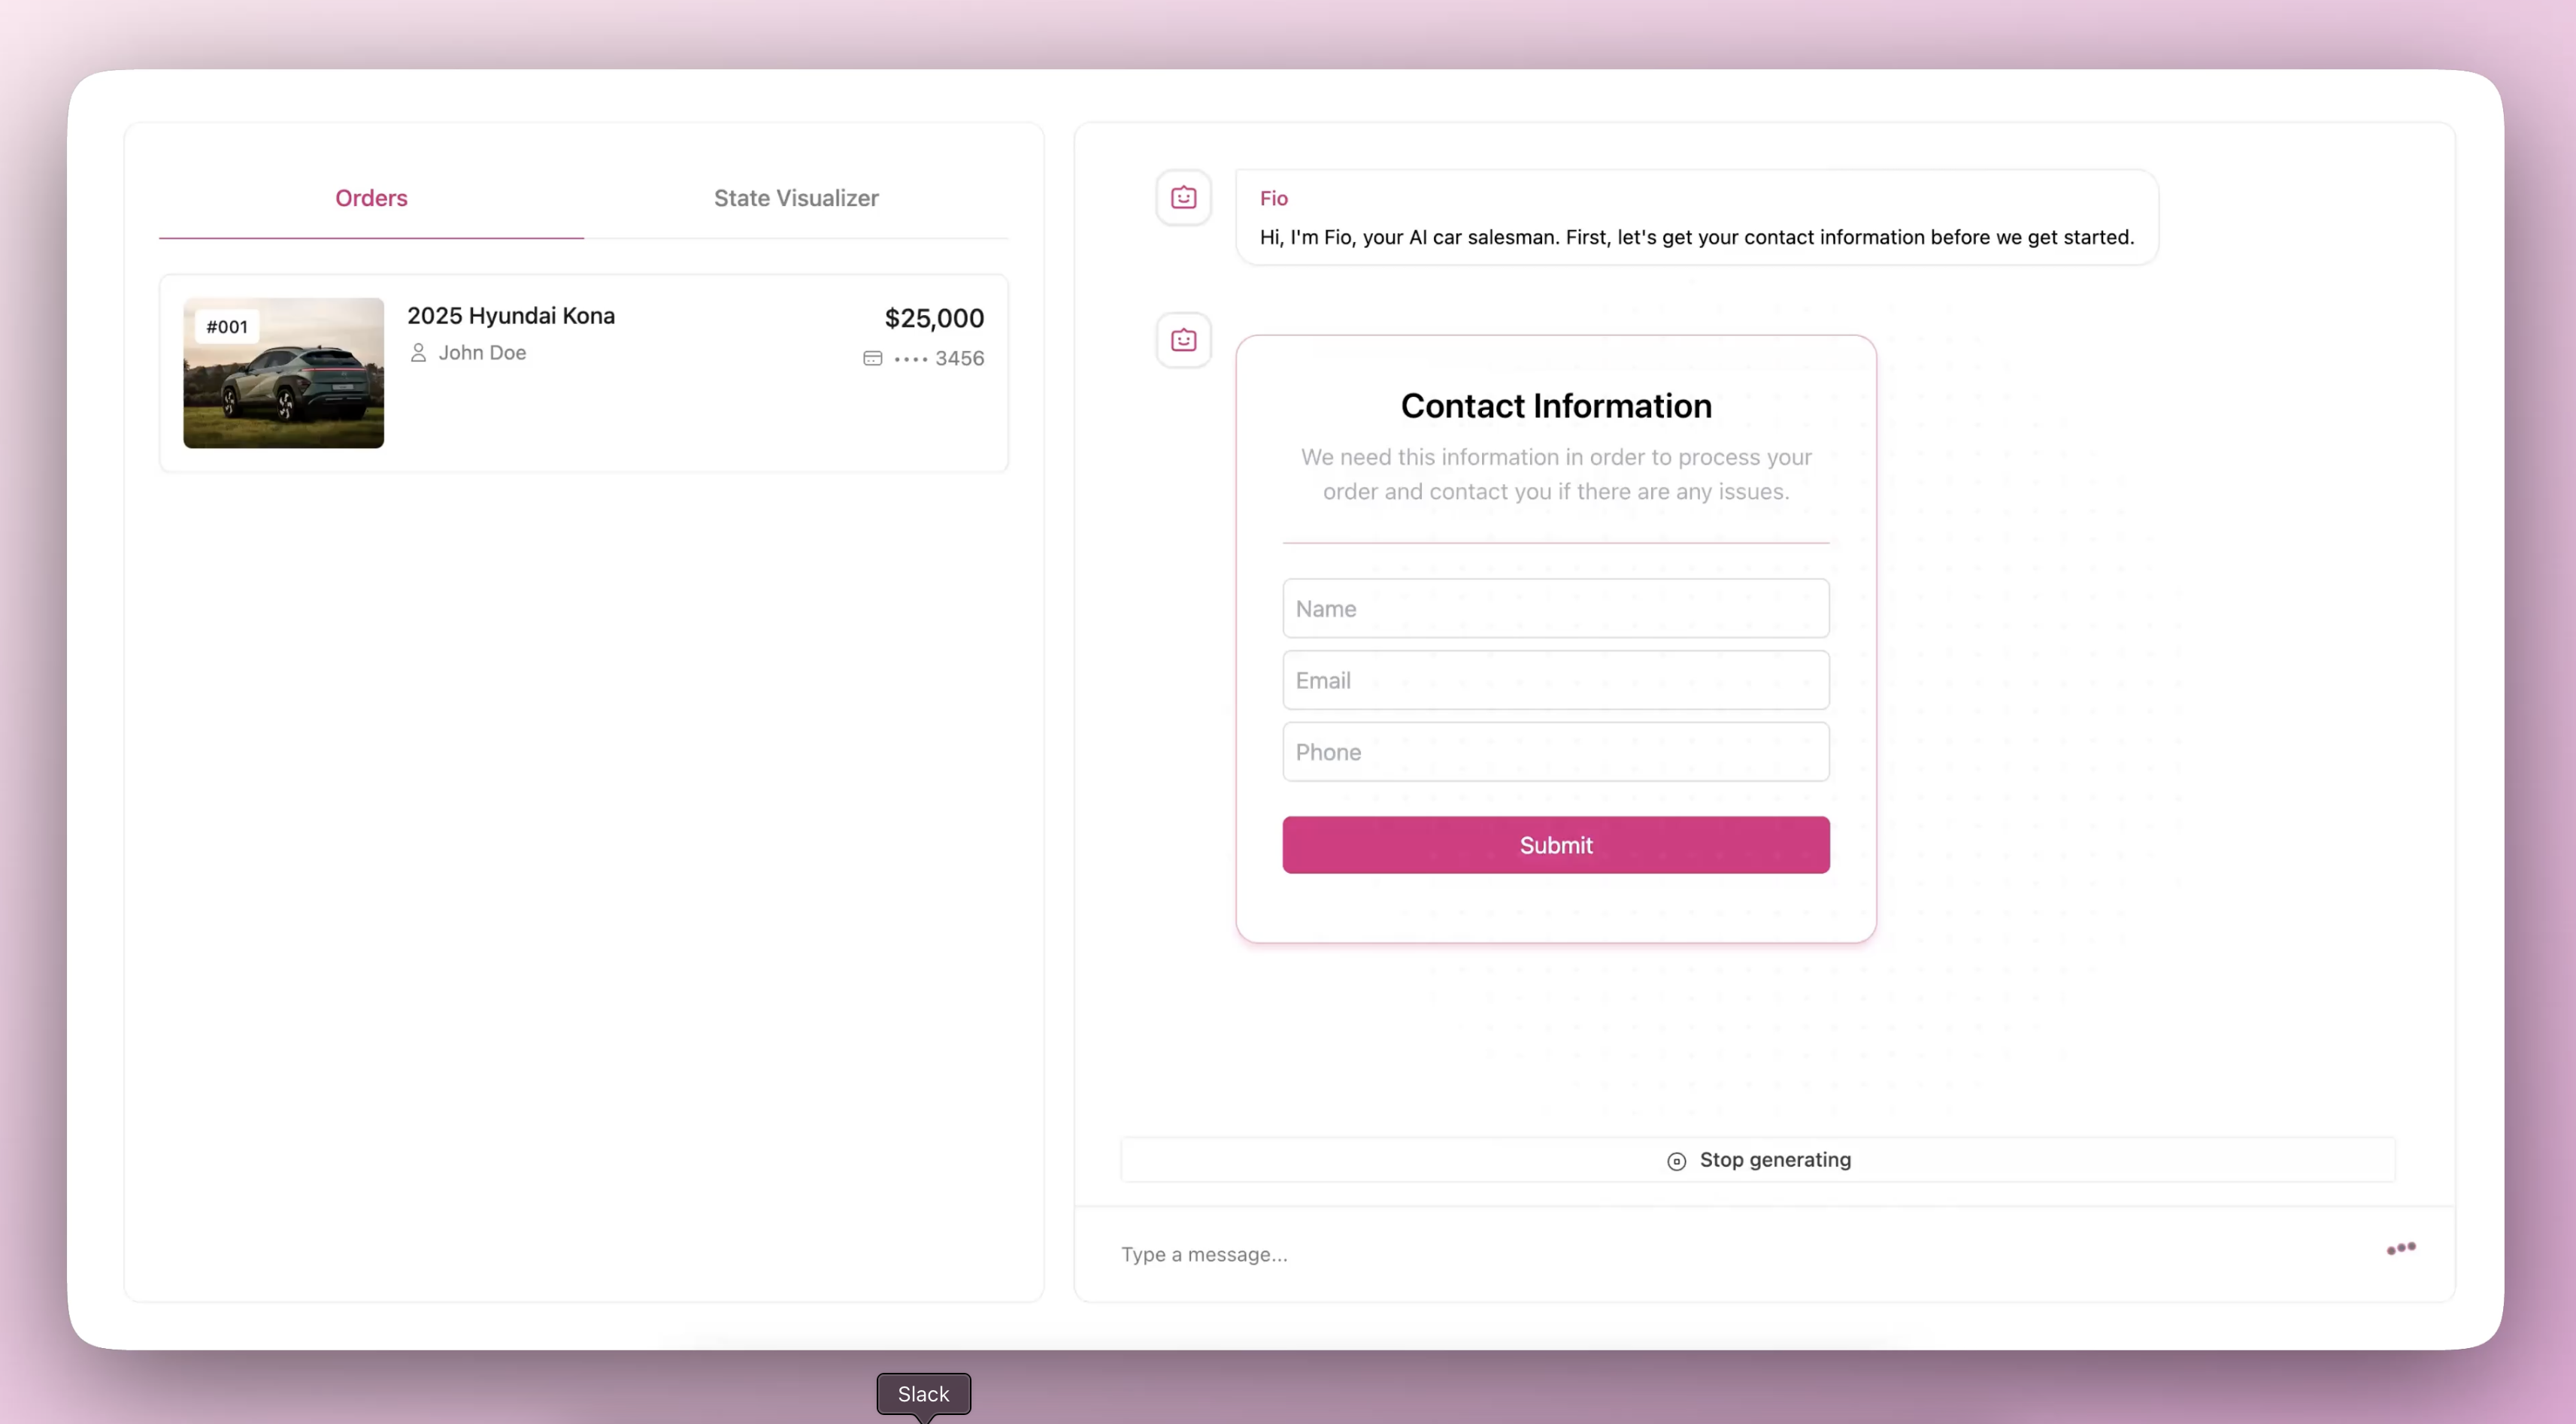 Orders
State Visualizer
#001
2025 Hyundai Kona
John Doe
$25,000
•••• 3456
Fio
Hi, I'm Fio, your AI car salesman. First, let's get your contact information before we get started.
Contact Information
We need this information in order to process your
order and contact you if there are any issues.
Name
Email
Phone
Submit
Stop generating
Type a message...
Slack